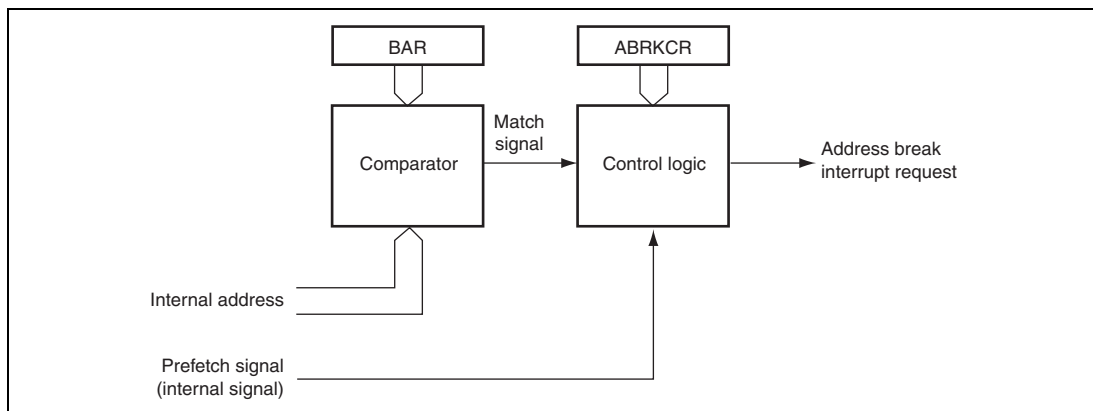 BAR
ABRKCR
Comparator
Match
signal
Control logic
Address break
interrupt request
Internal address
Prefetch signal
(internal signal)